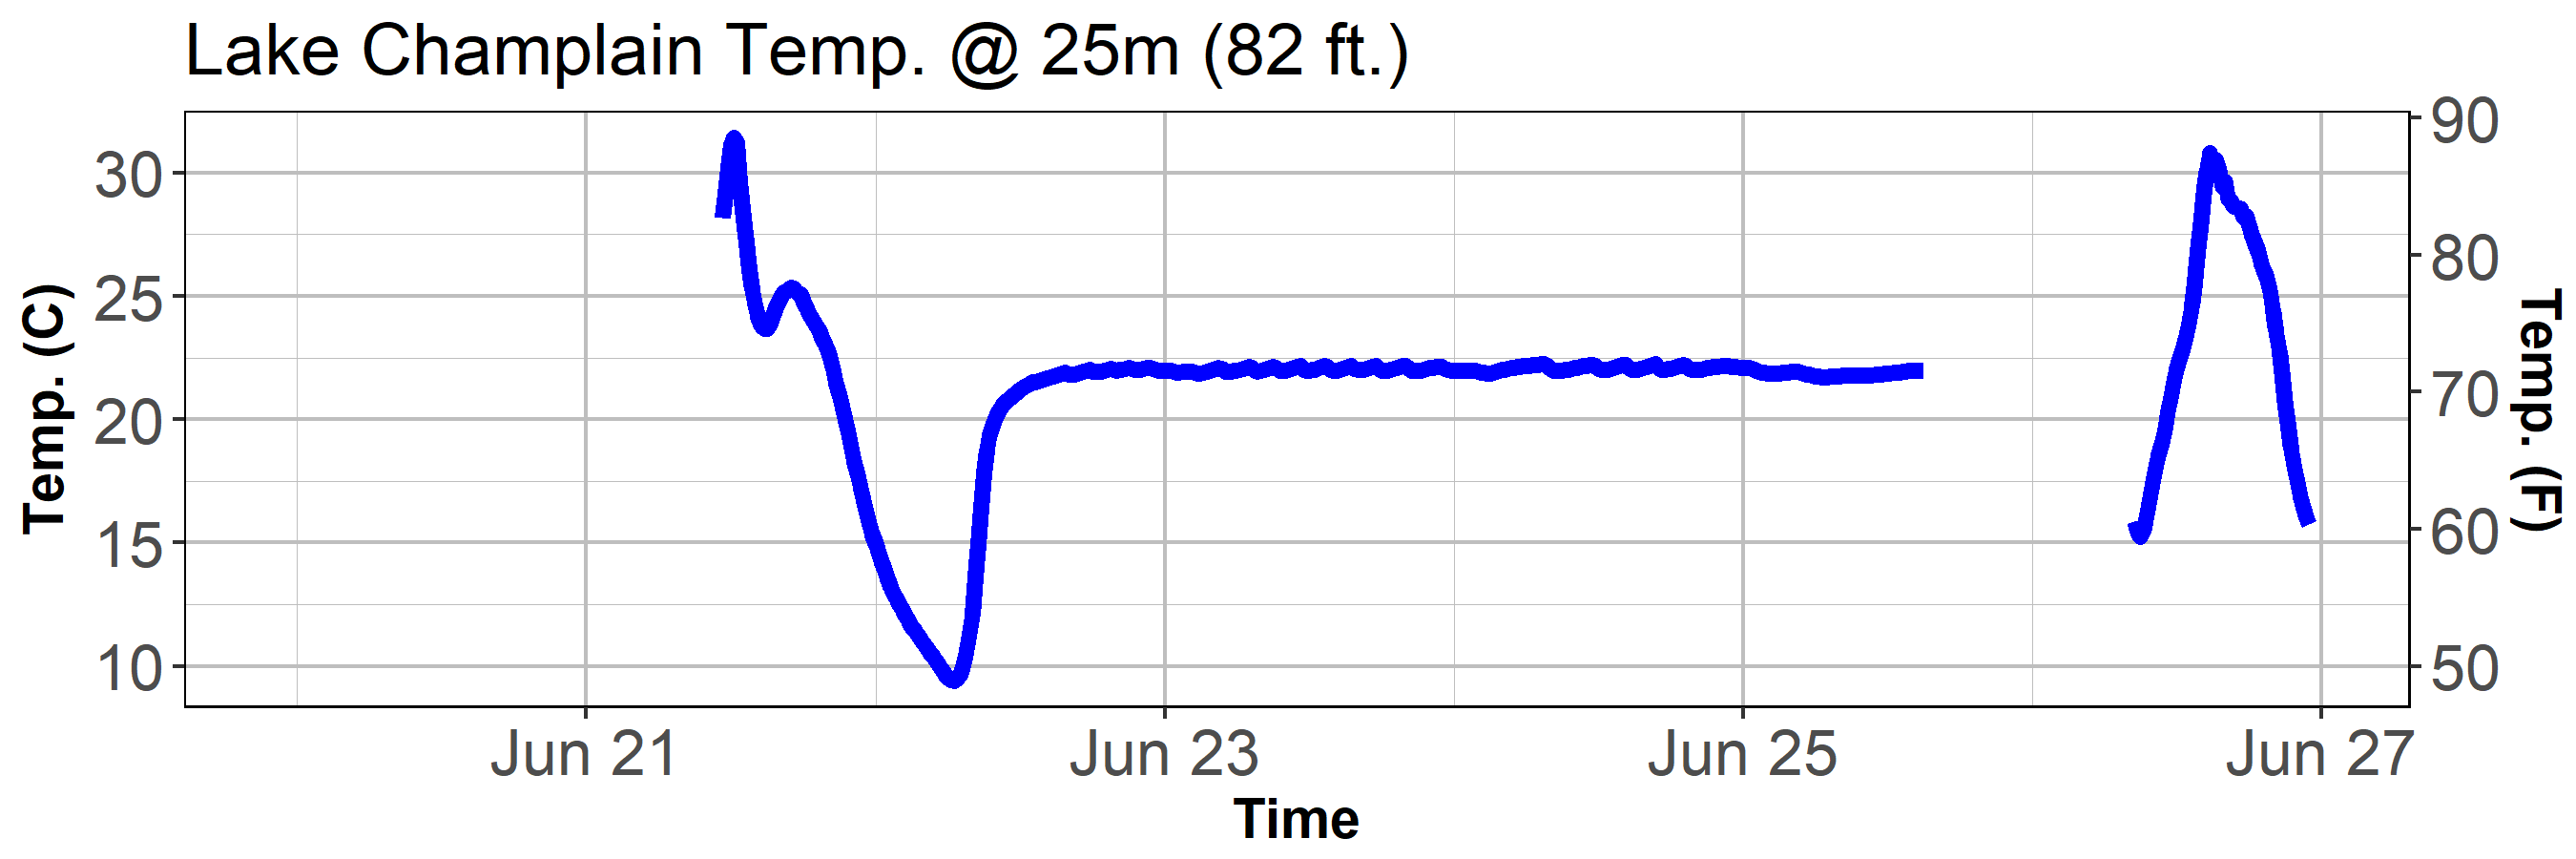 Lake Champlain Temp. @ 25m (82 ft.)
Temp. (C)
30
25
20
15
10
90
80
70
60
50
Temp. (F)
Jun 21
Jun 23
Jun 25
Jun 27
Time